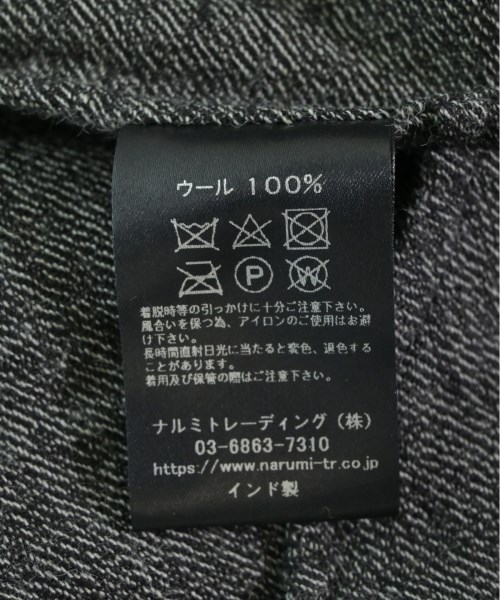 ウール 100%
P W
着脱時等の引っかけに十分ご注意下さい。
風合いを保つ為、アイロンのご使用はお避
け下さい。
長時間直射日光に当たると変色、退色する
ことがあります。
着用及び保管の際はご注意下さい。
ナルミトレーディング（株）
03-6863-7310
https://www.narumi-tr.co.jp
インド製